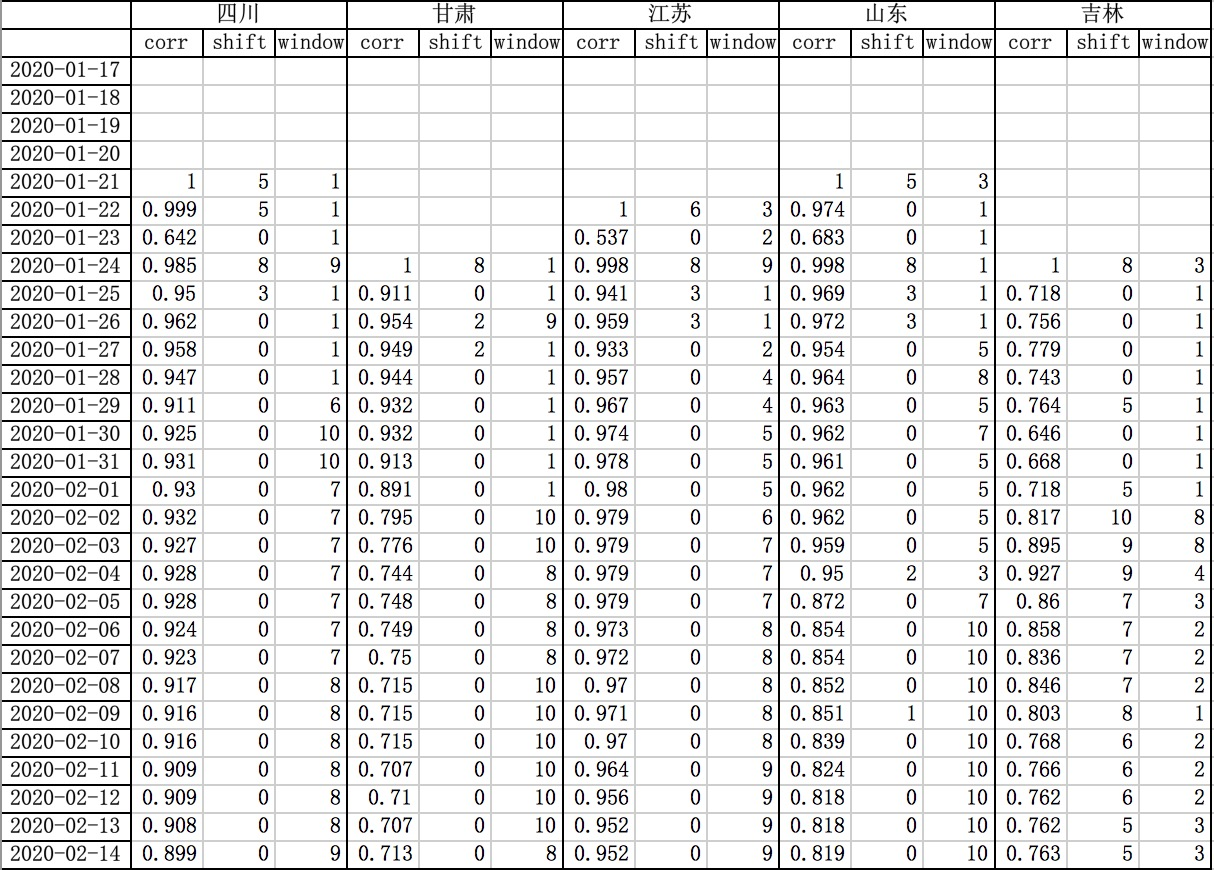 四川 甘肃 江苏 山东 吉林
corr shift window corr shift window corr shift window corr shift window corr shift window
2020-01-17
2020-01-18
2020-01-19
2020-01-20
2020-01-21 1 5 1 1 5 3
2020-01-22 0.999 5 1 1 6 3 0.974 0 1
2020-01-23 0.642 0 1 0.537 0 2 0.683 0 1
2020-01-24 0.985 8 9 1 8 1 0.998 8 9 0.998 8 1 1 8 3
2020-01-25 0.95 3 1 0.911 0 1 0.941 3 1 0.969 3 1 0.718 0 1
2020-01-26 0.962 0 1 0.954 2 9 0.959 3 1 0.972 3 1 0.756 0 1
2020-01-27 0.958 0 1 0.949 2 1 0.933 0 2 0.954 0 5 0.779 0 1
2020-01-28 0.947 0 1 0.944 0 1 0.957 0 4 0.964 0 8 0.743 0 1
2020-01-29 0.911 0 6 0.932 0 1 0.967 0 4 0.963 0 5 0.764 5 1
2020-01-30 0.925 0 10 0.932 0 1 0.974 0 5 0.962 0 7 0.646 0 1
2020-01-31 0.931 0 10 0.913 0 1 0.978 0 5 0.961 0 5 0.668 0 1
2020-02-01 0.93 0 7 0.891 0 1 0.98 0 5 0.962 0 5 0.718 5 1
2020-02-02 0.932 0 7 0.795 0 10 0.979 0 6 0.962 0 5 0.817 10 8
2020-02-03 0.927 0 7 0.776 0 10 0.979 0 7 0.959 0 5 0.895 9 8
2020-02-04 0.928 0 7 0.744 0 8 0.979 0 7 0.95 2 3 0.927 9 4
2020-02-05 0.928 0 7 0.748 0 8 0.979 0 7 0.872 0 7 0.86 7 3
2020-02-06 0.924 0 7 0.749 0 8 0.973 0 8 0.854 0 10 0.858 7 2
2020-02-07 0.923 0 7 0.75 0 8 0.972 0 8 0.854 0 10 0.836 7 2
2020-02-08 0.917 0 8 0.715 0 10 0.97 0 8 0.852 0 10 0.846 7 2
2020-02-09 0.916 0 8 0.715 0 10 0.971 0 8 0.851 1 10 0.803 8 1
2020-02-10 0.916 0 8 0.715 0 10 0.97 0 8 0.839 0 10 0.768 6 2
2020-02-11 0.909 0 8 0.707 0 10 0.964 0 9 0.824 0 10 0.766 6 2
2020-02-12 0.909 0 8 0.71 0 10 0.956 0 9 0.818 0 10 0.762 6 2
2020-02-13 0.908 0 8 0.707 0 10 0.952 0 9 0.818 0 10 0.762 5 3
2020-02-14 0.899 0 9 0.713 0 8 0.952 0 9 0.819 0 10 0.763 5 3